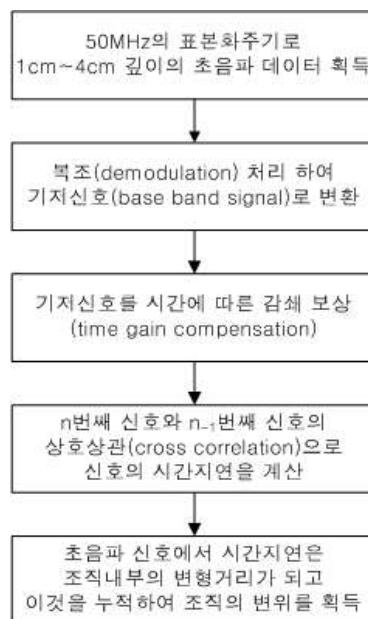 50MHz의 표본화주기로
1cm~4cm 깊이의 초음파 데이터 획득
복조(demodulation) 처리 하여
기저신호(base band signal)로 변환
기저신호를 시간에 따른 감쇄 보상
(time gain compensation)
n번째 신호와 n₋₁번째 신호의
상호상관(cross correlation)으로
신호의 시간지연을 계산
초음파 신호에서 시간지연은
조직내부의 변형거리가 되고
이것을 누적하여 조직의 변위를 획득